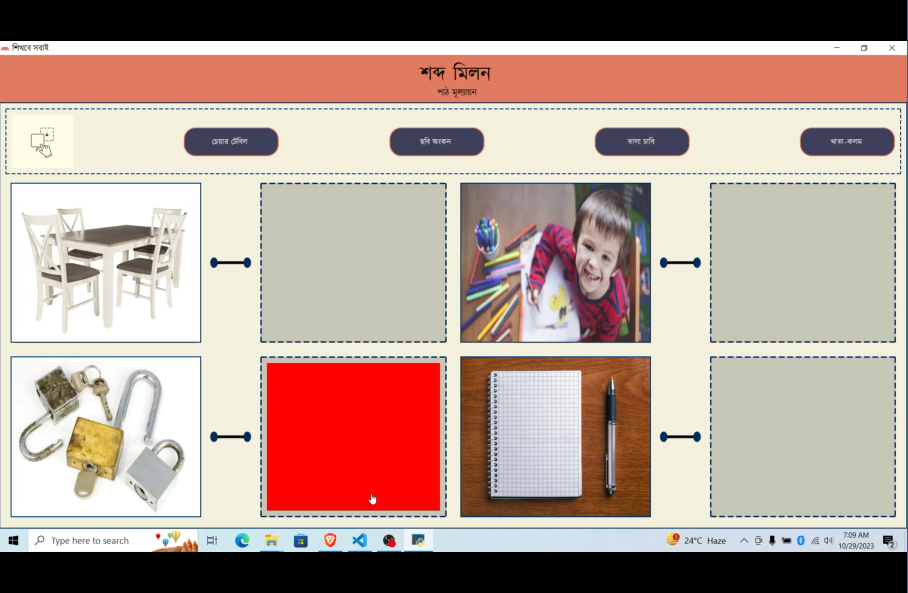 শিখবে সবাই
শব্দ মিলন
পাঠ মূল্যায়ন
চেয়ার টেবিল
ছবি অংকন
তালা চাবি
খাতা-কলম
Type here to search
24°C Haze
7:09 AM
10/29/2023
2